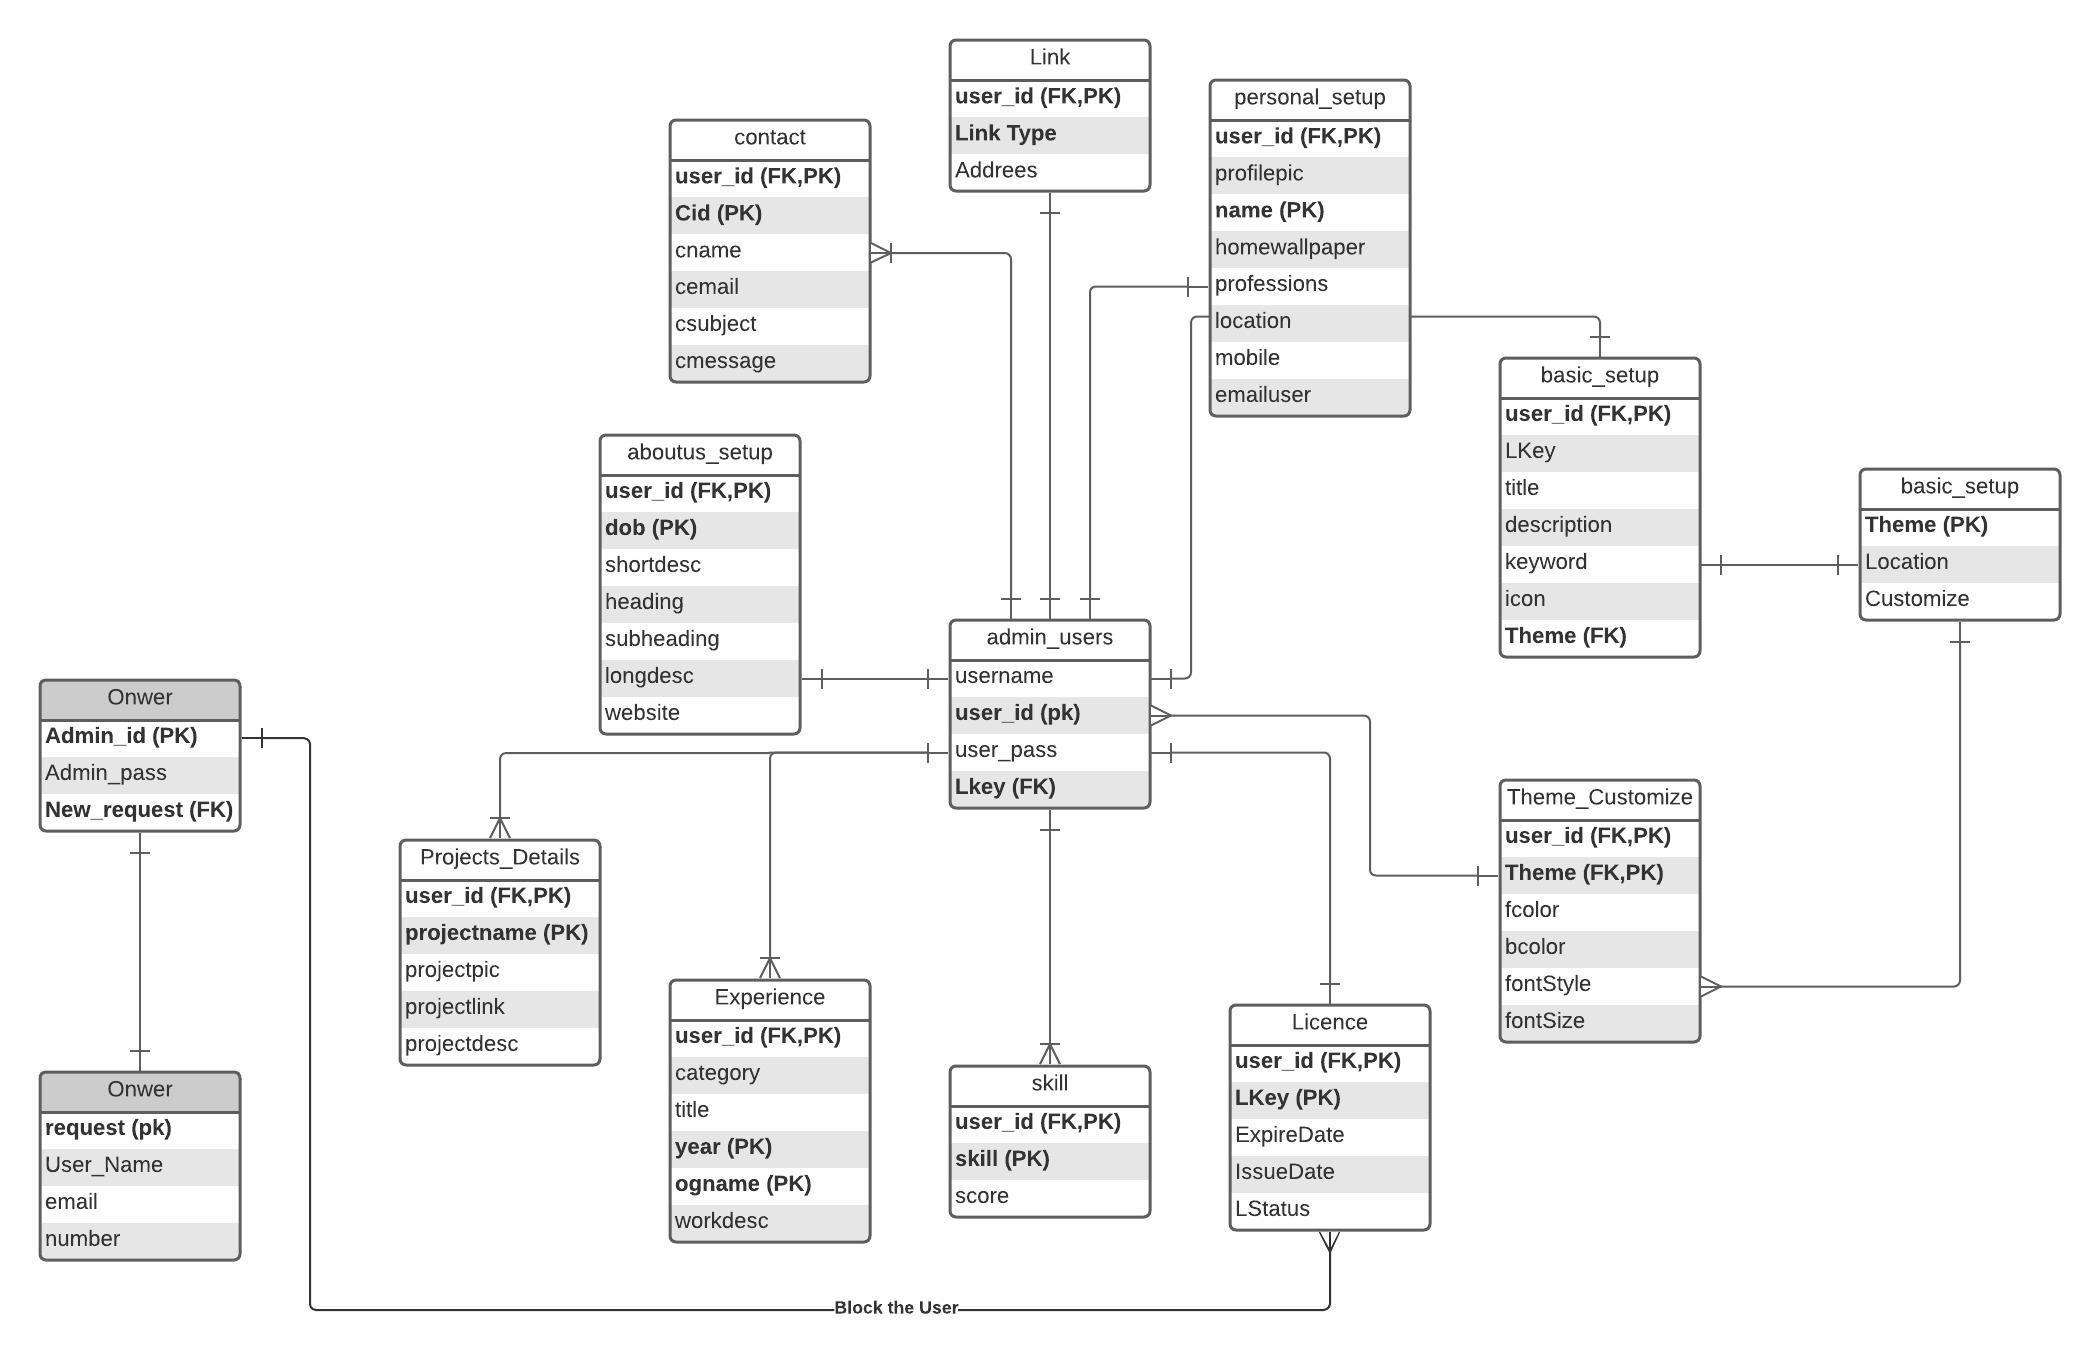 Link
user_id (FK,PK)
Link Type
Addrees
personal_setup
user_id (FK,PK)
profilepic
name (PK)
homewallpaper
professions
location
mobile
emailuser
contact
user_id (FK,PK)
Cid (PK)
cname
cemail
csubject
cmessage
basic_setup
user_id (FK,PK)
LKey
title
description
keyword
icon
Theme (FK)
basic_setup
Theme (PK)
Location
Customize
aboutus_setup
user_id (FK,PK)
dob (PK)
shortdesc
heading
subheading
longdesc
website
admin_users
username
user_id (pk)
user_pass
Lkey (FK)
Onwer
Admin_id (PK)
Admin_pass
New_request (FK)
Theme_Customize
user_id (FK,PK)
Theme (FK,PK)
fcolor
bcolor
fontStyle
fontSize
Projects_Details
user_id (FK,PK)
projectname (PK)
projectpic
projectlink
projectdesc
Experience
user_id (FK,PK)
category
title
year (PK)
ogname (PK)
workdesc
skill
user_id (FK,PK)
skill (PK)
score
Licence
user_id (FK,PK)
LKey (PK)
ExpireDate
IssueDate
LStatus
Onwer
request (pk)
User_Name
email
number
Block the User